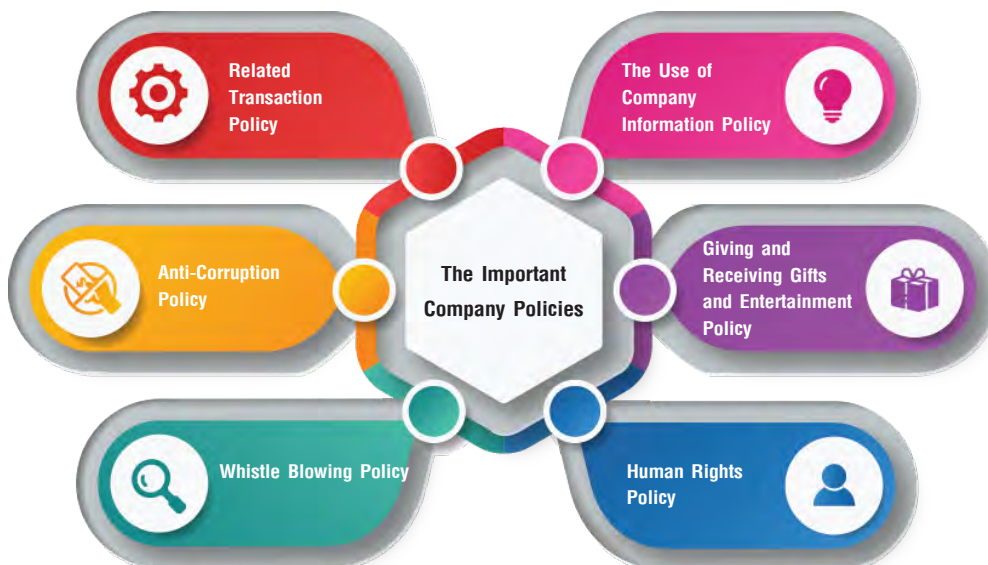 Related
Transaction
Policy
The Use of
Company
Information Policy
Anti-Corruption
Policy
The Important
Company Policies
Giving and
Receiving Gifts
and Entertainment
Policy
Whistle Blowing Policy
Human Rights
Policy